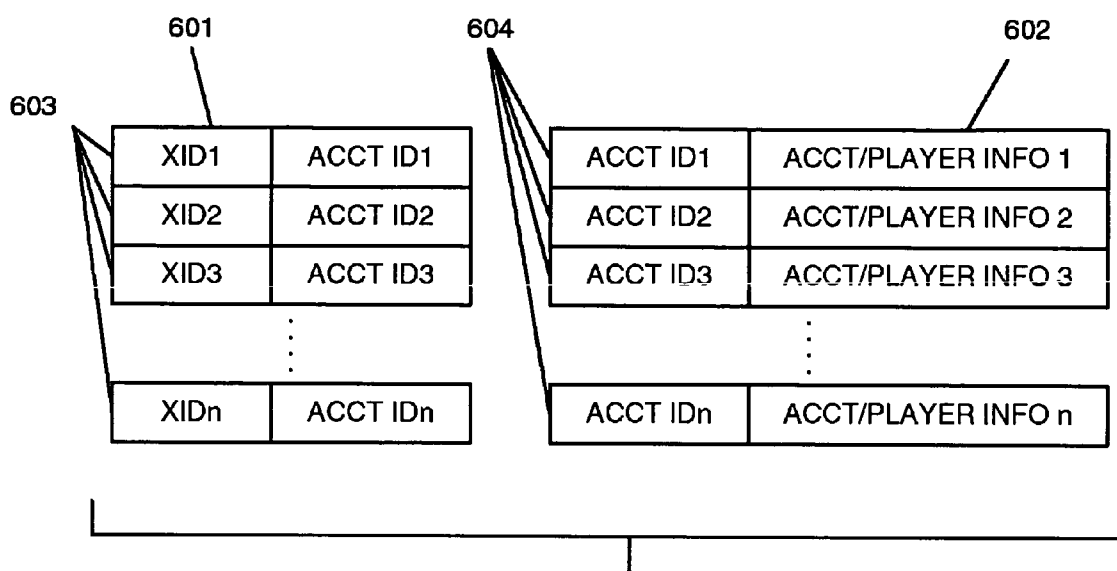 601 604 602
603
XID1 ACCT ID1 ACCT ID1 ACCT/PLAYER INFO 1
XID2 ACCT ID2 ACCT ID2 ACCT/PLAYER INFO 2
XID3 ACCT ID3 ACCT ID3 ACCT/PLAYER INFO 3
XIDn ACCT IDn ACCT IDn ACCT/PLAYER INFO n